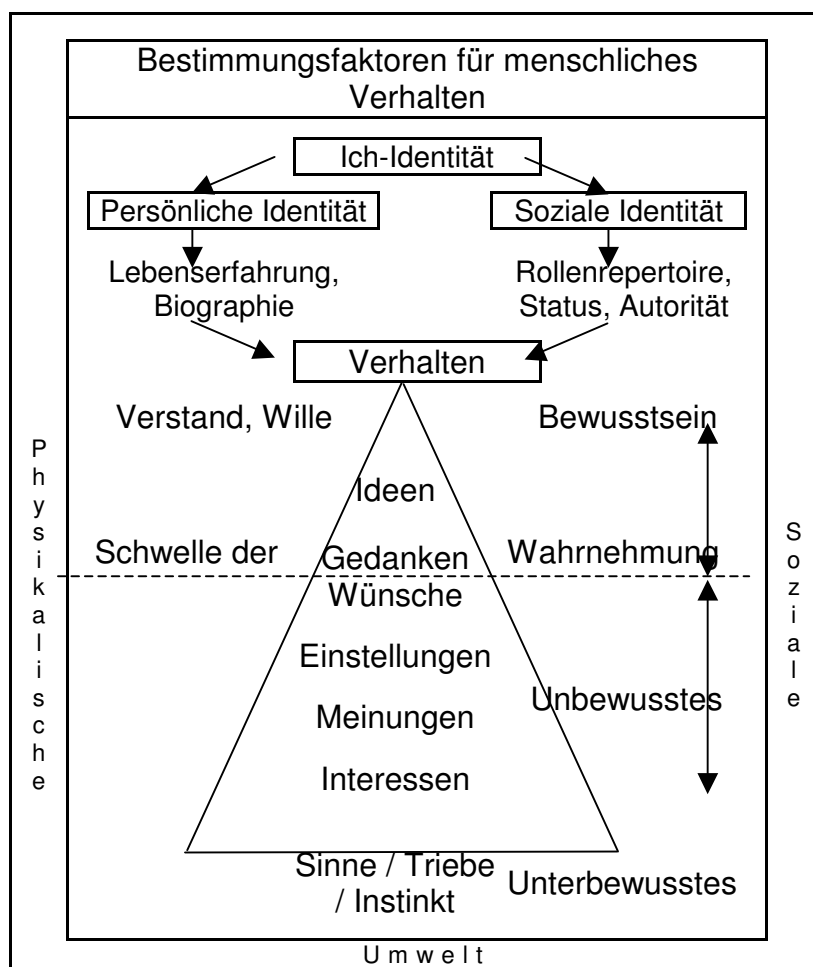 Bestimmungsfaktoren für menschliches
Verhalten
Ich-Identität
Persönliche Identität
Soziale Identität
Lebenserfahrung,
Biographie
Rollenrepertoire,
Status, Autorität
Verhalten
Verstand, Wille
Bewusstsein
Ideen
Schwelle der
Gedanken
Wahrnehmung
Wünsche
Einstellungen
Meinungen
Unbewusstes
Interessen
Sinne / Triebe
/ Instinkt
Unterbewusstes
Physikalische
Soziale
Umwelt